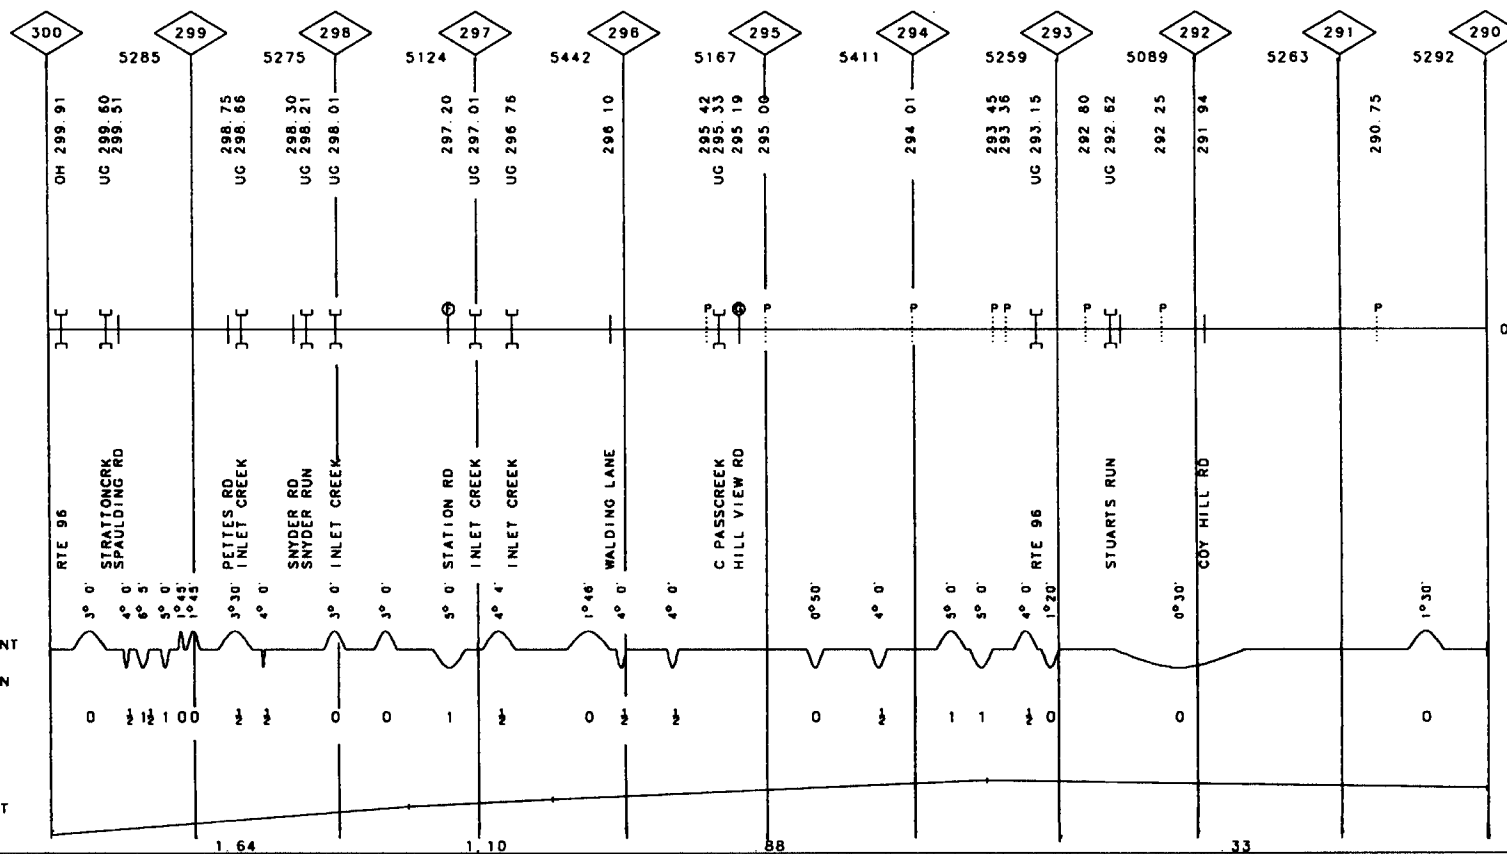 300 299 298 297 296 295 294 293 292 291 290
5285 5275 5124 5442 5167 5411 5259 5089 5263 5292
OH 299.91
UG 299.60
299.51
298.75
UG 298.66
298.30
UG 298.21
UG 298.01
297.20
UG 297.01
UG 296.76
296 10
295.42
UG 295.33
295 19
295 00
294 01
293 45
293 36
UG 293.15
292 80
UG 292.62
292 25
291 94
290.75
P P P P P P P P
0
RTE 96
STRATTONCRK
SPAULDING RD
PETTES RD
INLET CREEK
SNYDER RD
SNYDER RUN
INLET CREEK
STATION RD
INLET CREEK
INLET CREEK
WALDING LANE
C PASSCREEK
HILL VIEW RD
RTE 96
STUARTS RUN
COY HILL RD
3° 0' 4° 0' 6° 5' 5° 0' 1°45' 1°45' 3°30' 4° 0' 3° 0' 3° 0' 5° 0' 4° 4' 1°46' 4° 0' 4° 0' 0°50' 4° 0' 5° 0' 5° 0' 4° 0' 1°20' 0°30' 1°30'
NT
N
0 ½ 1½ 1 0 0 ½ ½ 0 0 1 ½ 0 ½ ½ 0 ½ 1 1 ½ 0 0 0
T
1.64 1.10 .88 .33